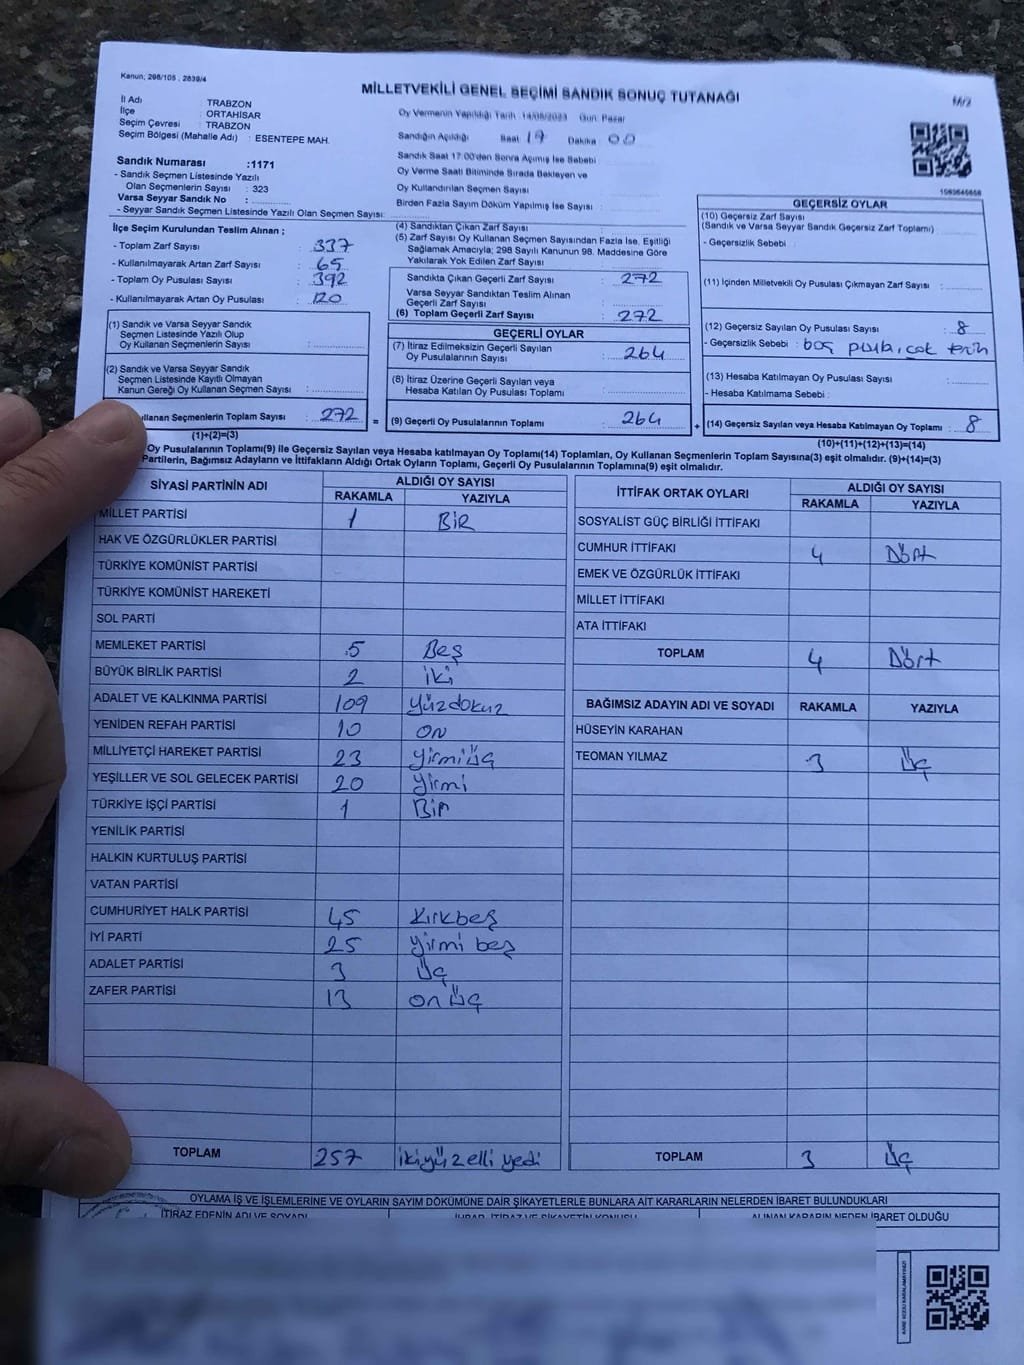 Kanun; 298/105 , 2839/4
MİLLETVEKİLİ GENEL SEÇİMİ SANDIK SONUÇ TUTANAĞI
İl Adı : TRABZON
İlçe : ORTAHİSAR
Seçim Çevresi : TRABZON
Seçim Bölgesi (Mahalle Adı) : ESENTEPE MAH.
Oy Vermenin Yapıldığı Tarih 14/05/2023 Gün: Pazar
Sandığın Açıldığı Saat 17 Dakika 00
Sandık Saat 17:00'den Sonra Açılmış İse Sebebi :
Oy Verme Saati Bitiminde Sırada Bekleyen ve
Oy Kullandırılan Seçmen Sayısı
Birden Fazla Sayım Döküm Yapılmış İse Sayısı :
Sandık Numarası :1171
- Sandık Seçmen Listesinde Yazılı
Olan Seçmenlerin Sayısı : 323
Varsa Seyyar Sandık No :
- Seyyar Sandık Seçmen Listesinde Yazılı Olan Seçmen Sayısı:
İlçe Seçim Kurulundan Teslim Alınan ;
- Toplam Zarf Sayısı : 337
- Kullanılmayarak Artan Zarf Sayısı : 65
- Toplam Oy Pusulası Sayısı : 392
- Kullanılmayarak Artan Oy Pusulası : 120
(1) Sandık ve Varsa Seyyar Sandık
Seçmen Listesinde Yazılı Olup
Oy Kullanan Seçmenlerin Sayısı :
(2) Sandık ve Varsa Seyyar Sandık
Seçmen Listesinde Kayıtlı Olmayan
Kanun Gereği Oy Kullanan Seçmen Sayısı :
ullanan Seçmenlerin Toplam Sayısı : 272 =
(1)+(2)=(3)
(4) Sandıktan Çıkan Zarf Sayısı :
(5) Zarf Sayısı Oy Kullanan Seçmen Sayısından Fazla İse, Eşitliği
Sağlamak Amacıyla; 298 Sayılı Kanunun 98. Maddesine Göre
Yakılarak Yok Edilen Zarf Sayısı :
Sandıkta Çıkan Geçerli Zarf Sayısı : 272
Varsa Seyyar Sandıktan Teslim Alınan
Geçerli Zarf Sayısı :
(6) Toplam Geçerli Zarf Sayısı : 272
GEÇERLİ OYLAR
(7) İtiraz Edilmeksizin Geçerli Sayılan
Oy Pusulalarının Sayısı : 264
(8) İtiraz Üzerine Geçerli Sayılan veya
Hesaba Katılan Oy Pusulası Toplamı :
(9) Geçerli Oy Pusulalarının Toplamı : 264 +
GEÇERSİZ OYLAR
(10) Geçersiz Zarf Sayısı
(Sandık ve Varsa Seyyar Sandık Geçersiz Zarf Toplamı) :
- Geçersizlik Sebebi :
(11) İçinden Milletvekili Oy Pusulası Çıkmayan Zarf Sayısı :
(12) Geçersiz Sayılan Oy Pusulası Sayısı : 8
- Geçersizlik Sebebi : boş
(13) Hesaba Katılmayan Oy Pusulası Sayısı :
- Hesaba Katılmama Sebebi :
(14) Geçersiz Sayılan veya Hesaba Katılmayan Oy Toplamı : 8
(10)+(11)+(12)+(13)=(14)
Oy Pusulalarının Toplamı(9) ile Geçersiz Sayılan veya Hesaba katılmayan Oy Toplamı(14) Toplamları, Oy Kullanan Seçmenlerin Toplam Sayısına(3) eşit olmalıdır. (9)+(14)=(3)
Partilerin, Bağımsız Adayların ve İttifakların Aldığı Ortak Oyların Toplamı, Geçerli Oy Pusulalarının Toplamına(9) eşit olmalıdır.
SİYASİ PARTİNİN ADI ALDIĞI OY SAYISI
RAKAMLA YAZIYLA
MİLLET PARTİSİ 1 BİR
HAK VE ÖZGÜRLÜKLER PARTİSİ
TÜRKİYE KOMÜNİST PARTİSİ
TÜRKİYE KOMÜNİST HAREKETİ
SOL PARTİ
MEMLEKET PARTİSİ 5 Beş
BÜYÜK BİRLİK PARTİSİ 2 iki
ADALET VE KALKINMA PARTİSİ 109 yüzdokuz
YENİDEN REFAH PARTİSİ 10 ON
MİLLİYETÇİ HAREKET PARTİSİ 23 yirmiüç
YEŞİLLER VE SOL GELECEK PARTİSİ 20 yirmi
TÜRKİYE İŞÇİ PARTİSİ 1 Bir
YENİLİK PARTİSİ
HALKIN KURTULUŞ PARTİSİ
VATAN PARTİSİ
CUMHURİYET HALK PARTİSİ 45 Kırkbeş
İYİ PARTİ 25 yirmi beş
ADALET PARTİSİ 3 üç
ZAFER PARTİSİ 13 on üç
TOPLAM 257 ikiyüz elli yedi
İTTİFAK ORTAK OYLARI ALDIĞI OY SAYISI
RAKAMLA YAZIYLA
SOSYALİST GÜÇ BİRLİĞİ İTTİFAKI
CUMHUR İTTİFAKI 4 Dört
EMEK VE ÖZGÜRLÜK İTTİFAKI
MİLLET İTTİFAKI
ATA İTTİFAKI
TOPLAM 4 Dört
BAĞIMSIZ ADAYIN ADI VE SOYADI RAKAMLA YAZIYLA
HÜSEYİN KARAHAN
TEOMAN YILMAZ 3 üç
TOPLAM 3 üç
OYLAMA İŞ VE İŞLEMLERİNE VE OYLARIN SAYIM DÖKÜMÜNE DAİR ŞİKAYETLERLE BUNLARA AİT KARARLARIN NELERDEN İBARET BULUNDUKLARI
İTİRAZ EDENİN ADI VE SOYADI İHBAR, İTİRAZ VE ŞİKAYETİN KONUSU ALINAN KARARIN NEDEN İBARET OLDUĞU